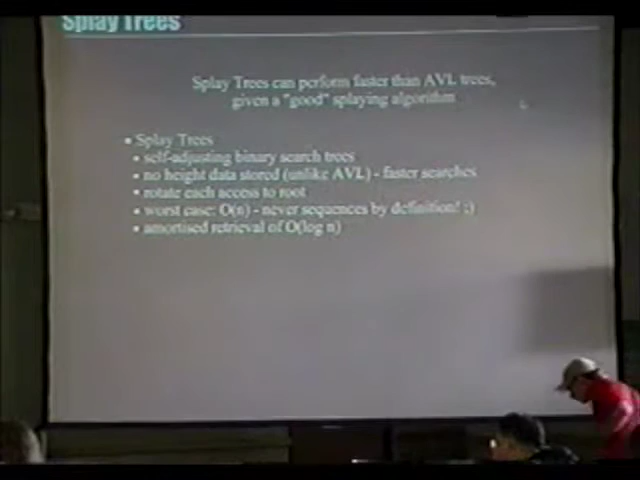 Splay Trees
Splay Trees can perform faster than AVL trees,
given a "good" splaying algorithm
• Splay Trees
• self-adjusting binary search trees
• no height data stored (unlike AVL) - faster searches
• rotate each access to root
• worst case: O(n) - never sequences by definition! ;)
• amortised retrieval of O(log n)